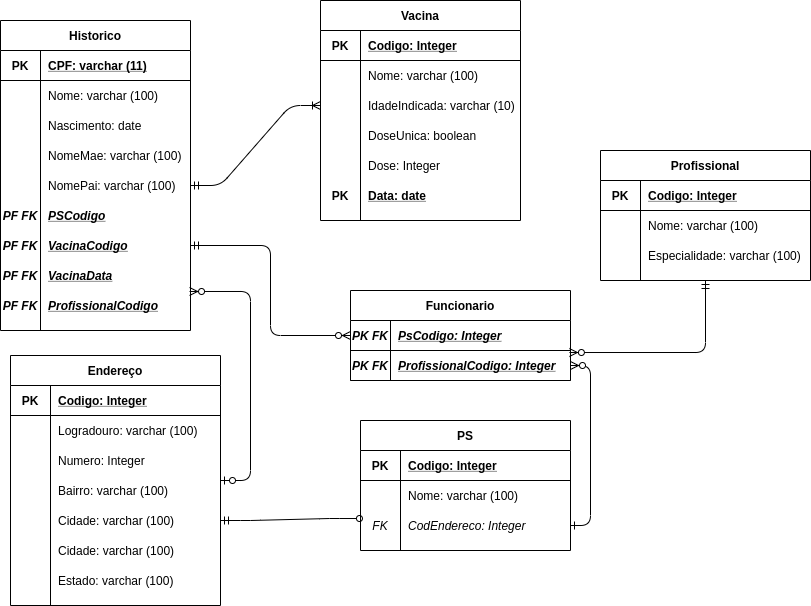 Historico
PK CPF: varchar (11)
Nome: varchar (100)
Nascimento: date
NomeMae: varchar (100)
NomePai: varchar (100)
PF FK PSCodigo
PF FK VacinaCodigo
PF FK VacinaData
PF FK ProfissionalCodigo
Vacina
PK Codigo: Integer
Nome: varchar (100)
IdadeIndicada: varchar (10)
DoseUnica: boolean
Dose: Integer
PK Data: date
Profissional
PK Codigo: Integer
Nome: varchar (100)
Especialidade: varchar (100)
Funcionario
PK FK PsCodigo: Integer
PK FK ProfissionalCodigo: Integer
Endereço
PK Codigo: Integer
Logradouro: varchar (100)
Numero: Integer
Bairro: varchar (100)
Cidade: varchar (100)
Cidade: varchar (100)
Estado: varchar (100)
PS
PK Codigo: Integer
Nome: varchar (100)
FK CodEndereco: Integer